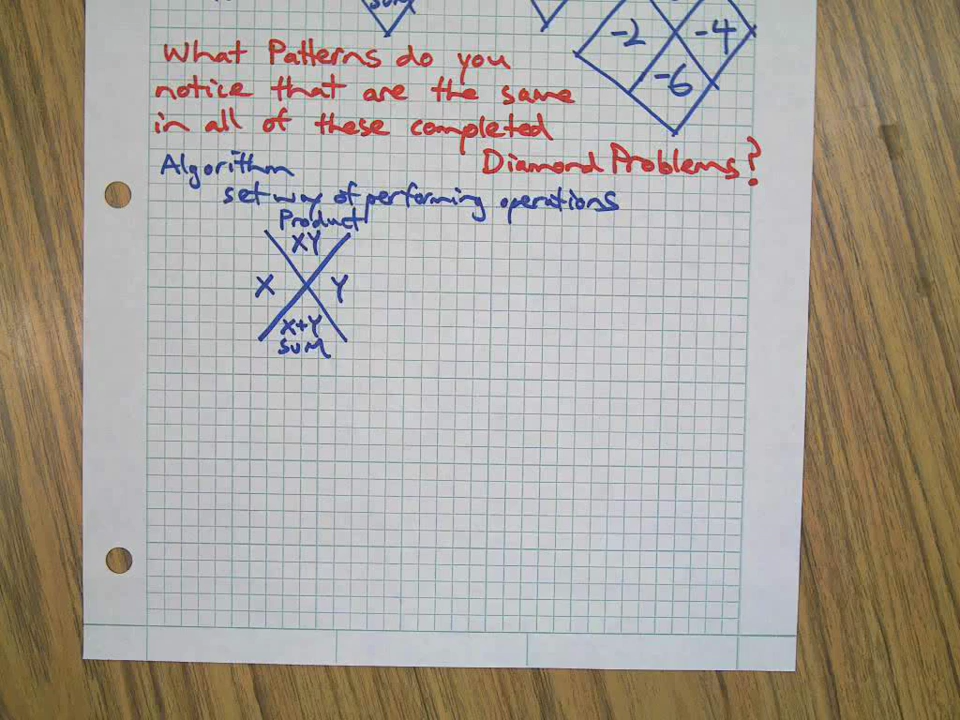 SUM
-2 -4
-6
What Patterns do you
notice that are the same
in all of these completed
Diamond Problems?
Algorithm
set way of performing operations
Product
XY
X Y
X+Y
SUM